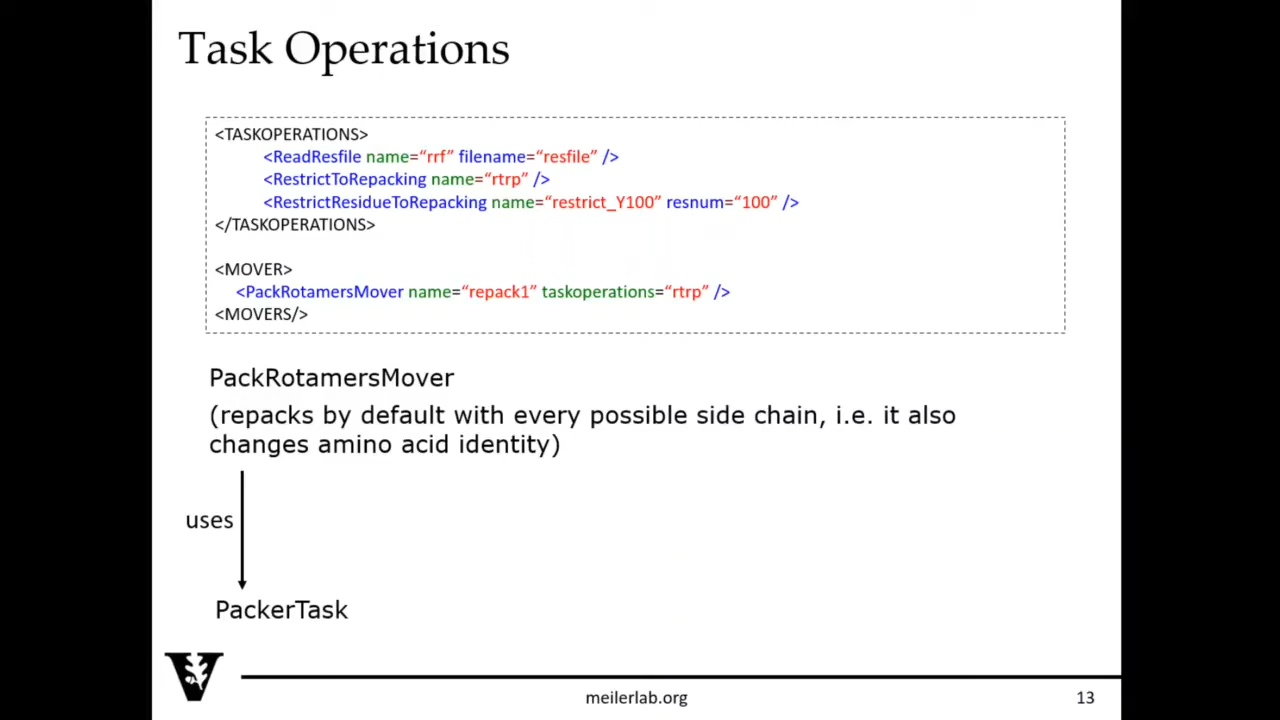 Task Operations
<TASKOPERATIONS>
<ReadResfile name=“rrf” filename=“resfile” />
<RestrictToRepacking name=“rtrp” />
<RestrictResidueToRepacking name=“restrict_Y100” resnum=“100” />
</TASKOPERATIONS>
<MOVER>
<PackRotamersMover name=“repack1” taskoperations=“rtrp” />
<MOVERS/>
PackRotamersMover
(repacks by default with every possible side chain, i.e. it also
changes amino acid identity)
uses
PackerTask
V
meilerlab.org
13